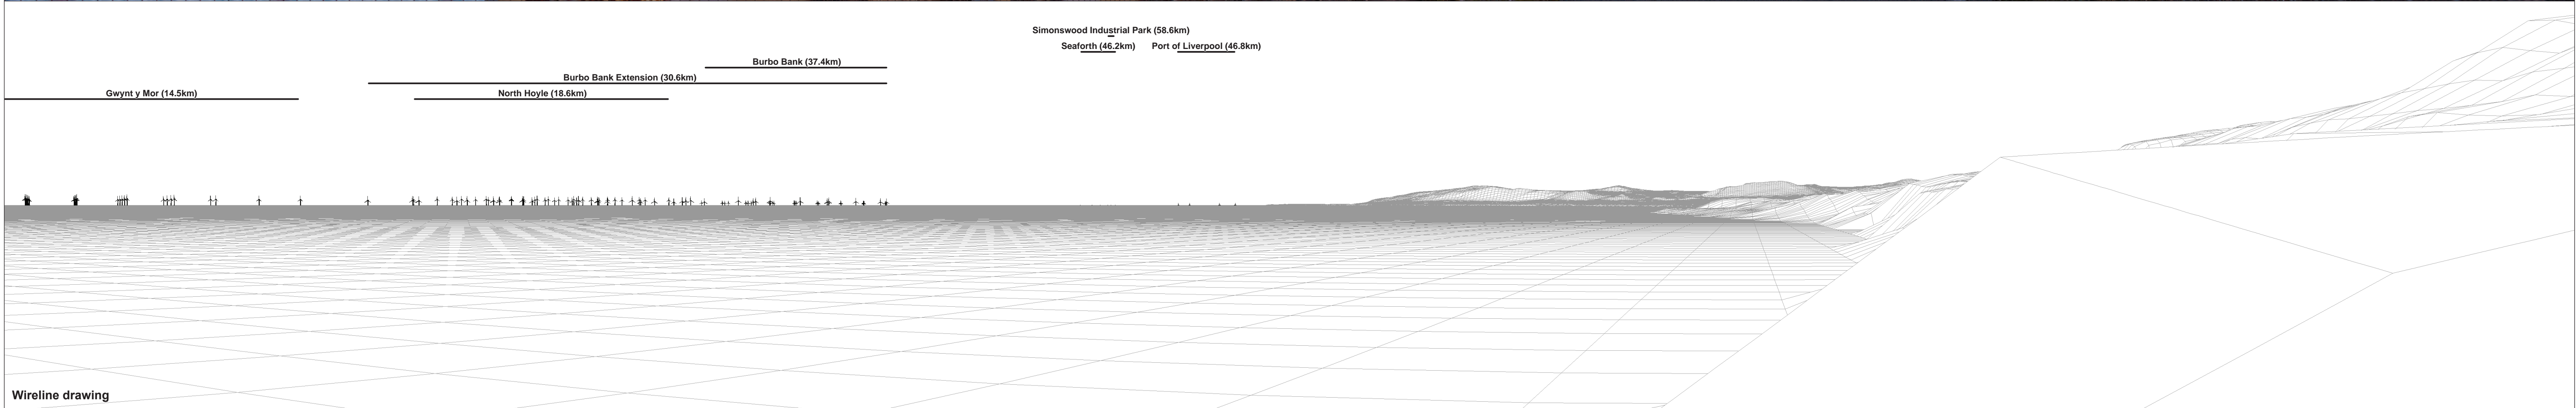 Simonswood Industrial Park (58.6km)
Seaforth (46.2km) Port of Liverpool (46.8km)
Burbo Bank (37.4km)
Burbo Bank Extension (30.6km)
Gwynt y Mor (14.5km) North Hoyle (18.6km)
Wireline drawing